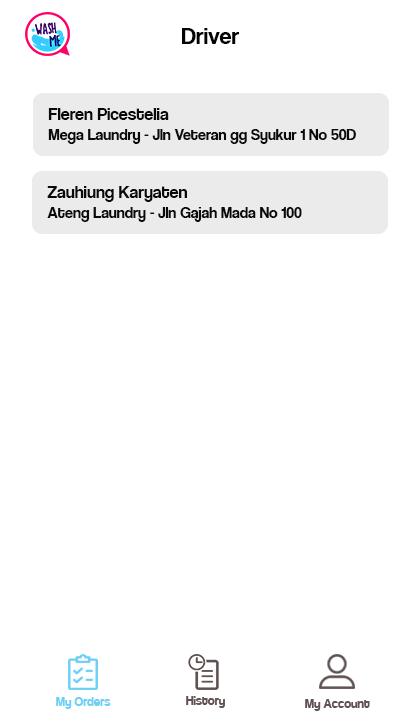 WASH
ME
Driver
Fleren Picestelia
Mega Laundry - Jln Veteran gg Syukur 1 No 50D
Zauhiung Karyaten
Ateng Laundry - Jln Gajah Mada No 100
My Orders
History
My Account